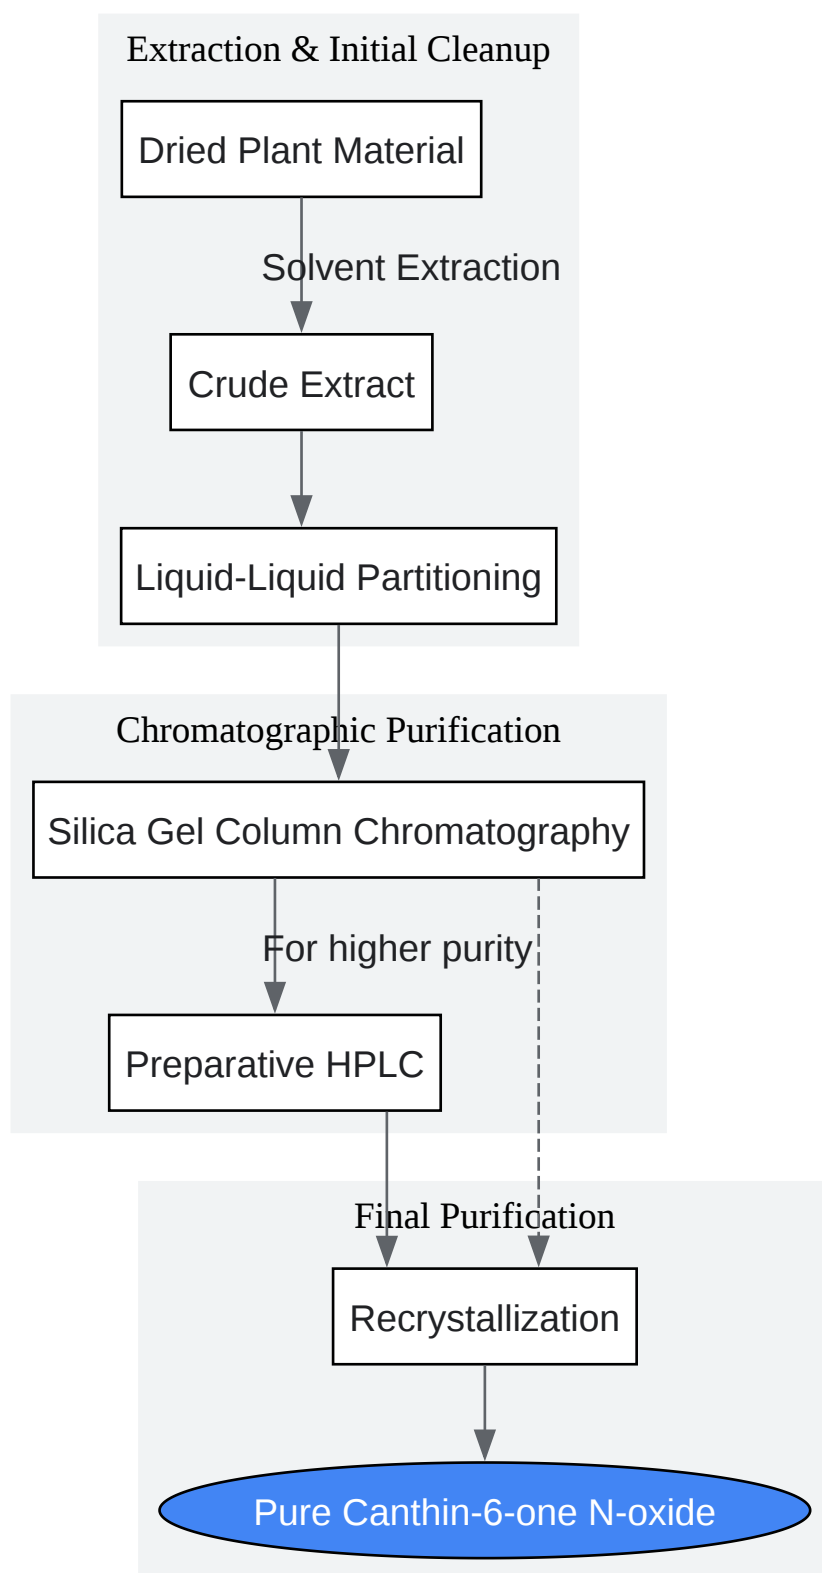 Extraction & Initial Cleanup
Dried Plant Material
Solvent Extraction
Crude Extract
Liquid-Liquid Partitioning
Chromatographic Purification
Silica Gel Column Chromatography
For higher purity
Preparative HPLC
Final Purification
Recrystallization
Pure Canthin-6-one N-oxide